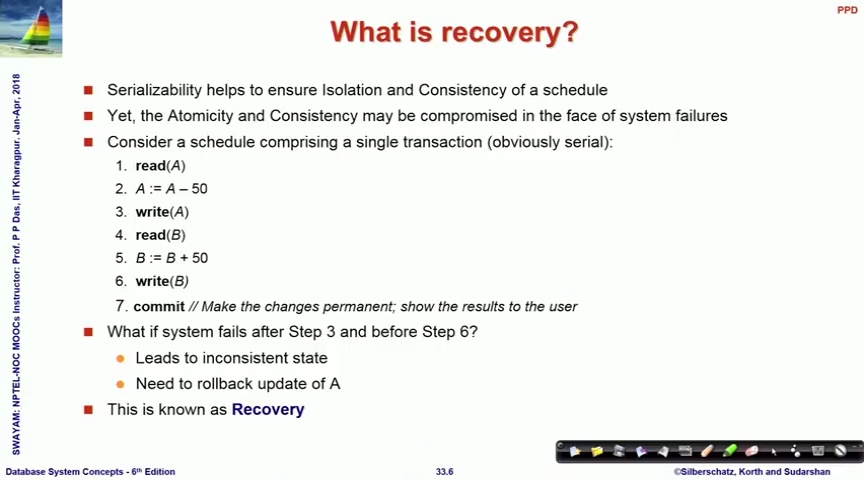 PPD
What is recovery?
Serializability helps to ensure Isolation and Consistency of a schedule
Yet, the Atomicity and Consistency may be compromised in the face of system failures
Consider a schedule comprising a single transaction (obviously serial):
1. read(A)
2. A := A – 50
3. write(A)
4. read(B)
5. B := B + 50
6. write(B)
7. commit // Make the changes permanent; show the results to the user
What if system fails after Step 3 and before Step 6?
Leads to inconsistent state
Need to rollback update of A
This is known as Recovery
SWAYAM: NPTEL-NOC MOOCs Instructor: Prof. P P Das, IIT Kharagpur. Jan-Apr, 2018
Database System Concepts - 6th Edition
33.6
©Silberschatz, Korth and Sudarshan